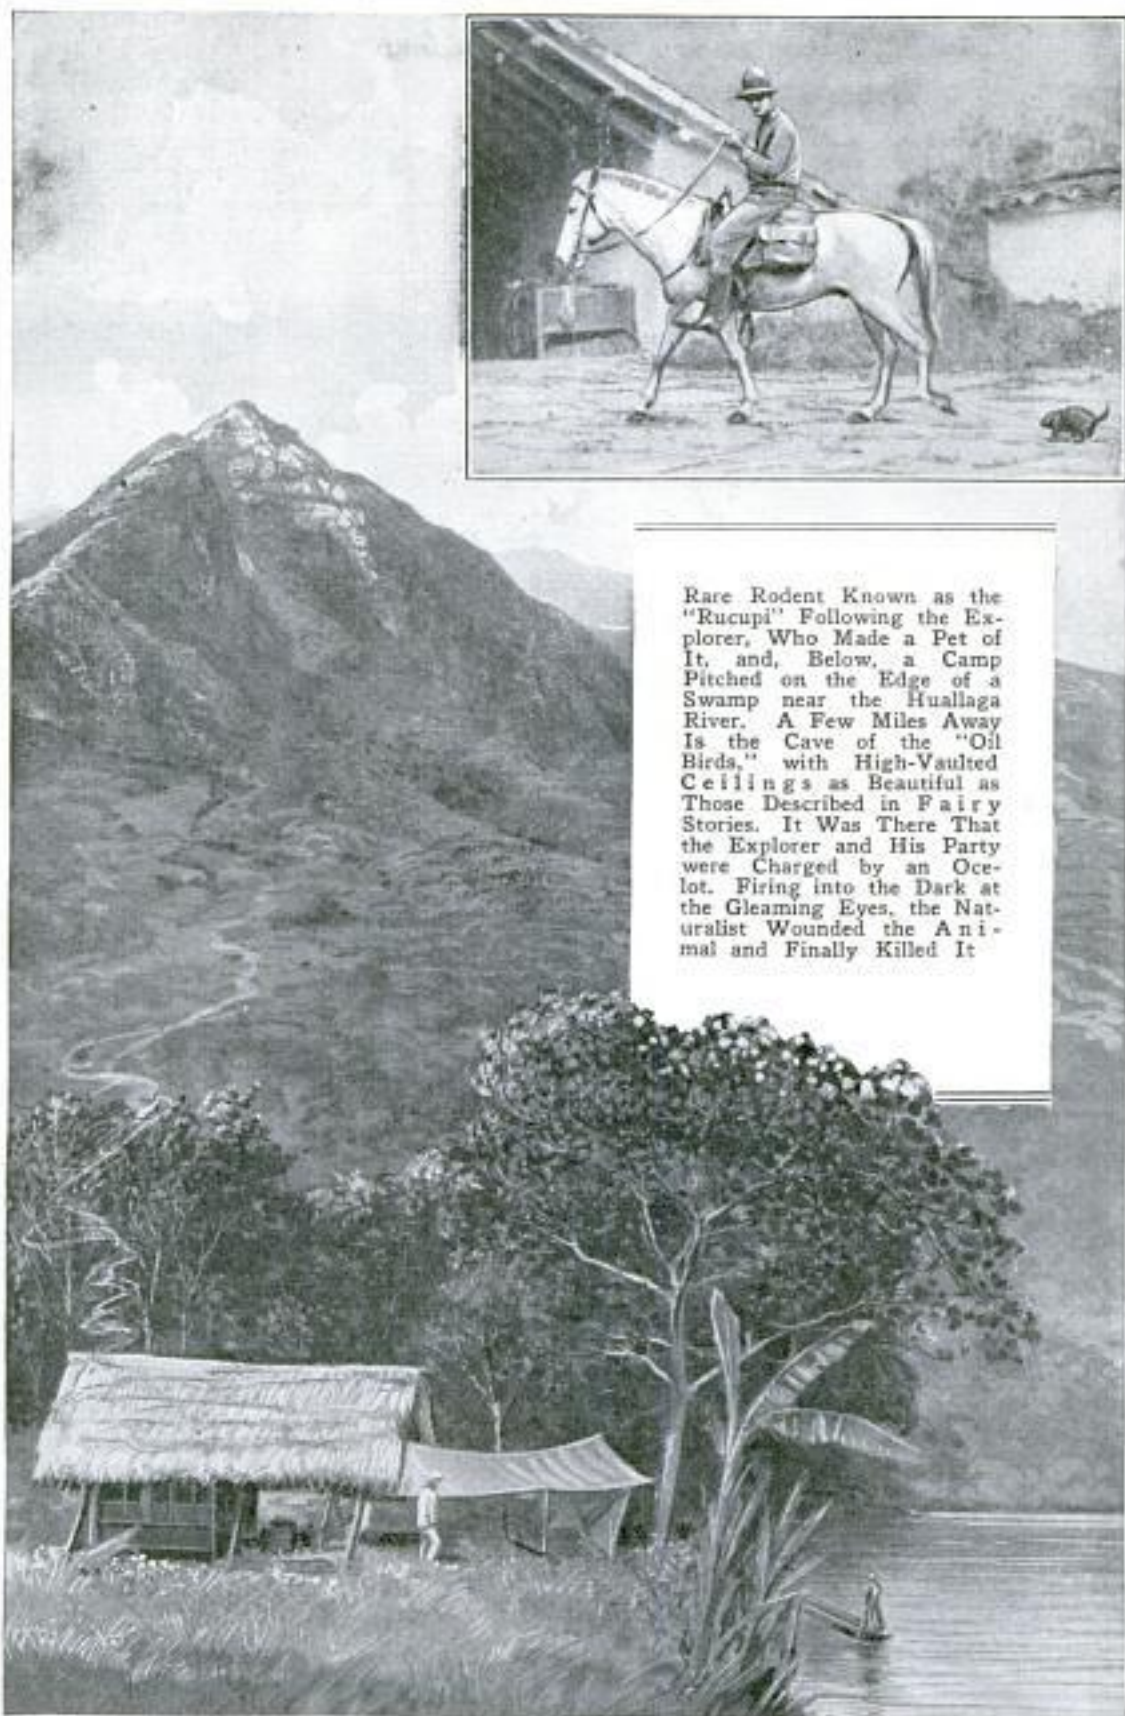 Rare Rodent Known as the
"Rucupi" Following the Ex-
plorer, Who Made a Pet of
It, and, Below, a Camp
Pitched on the Edge of a
Swamp near the Huallaga
River. A Few Miles Away
Is the Cave of the "Oil
Birds," with High-Vaulted
Ceilings as Beautiful as
Those Described in Fairy
Stories. It Was There That
the Explorer and His Party
were Charged by an Oce-
lot. Firing into the Dark at
the Gleaming Eyes, the Nat-
uralist Wounded the Ani-
mal and Finally Killed It